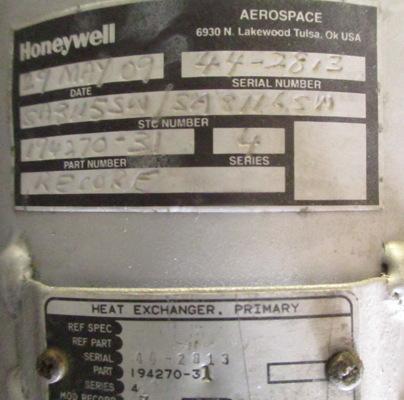 Honeywell
AEROSPACE
6930 N. Lakewood Tulsa, Ok USA
29 MAY 09
44-2813
DATE
SERIAL NUMBER
STC NUMBER
194270-31
4
PART NUMBER
SERIES
RECORE
HEAT EXCHANGER, PRIMARY
REF SPEC
REF PART
SERIAL 44-2813
PART 194270-31
SERIES 4
MOD RECORD